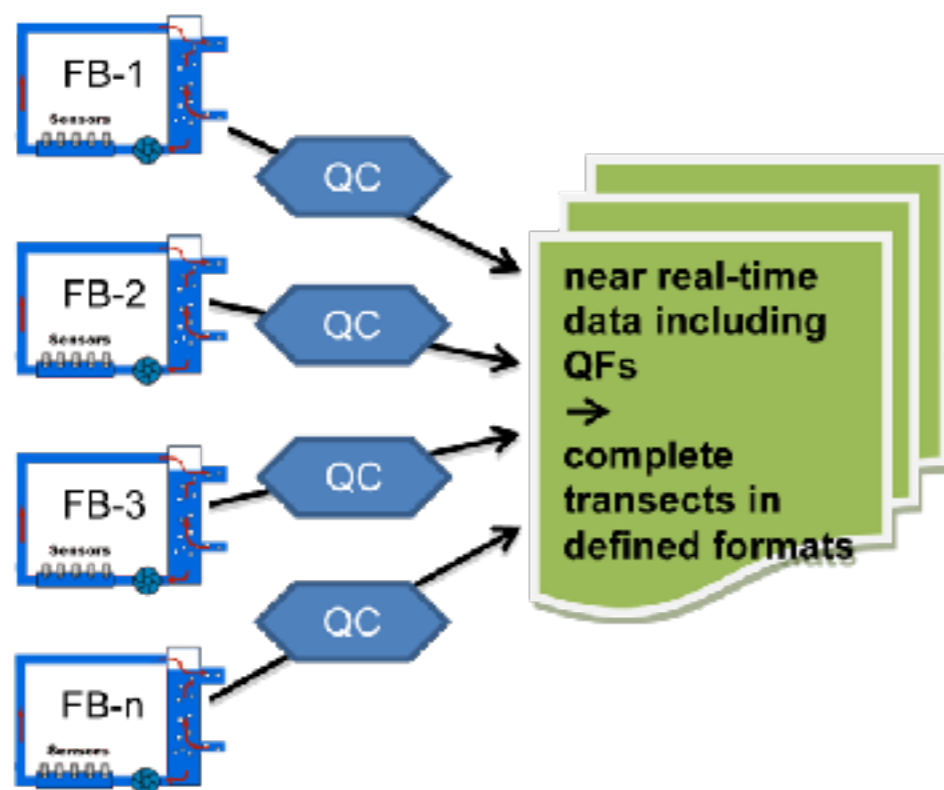 FB-1
Sensors
QC
FB-2
Sensors
QC
FB-3
Sensors
QC
FB-n
Sensors
QC
near real-time
data including
QFs
→
complete
transects in
defined formats